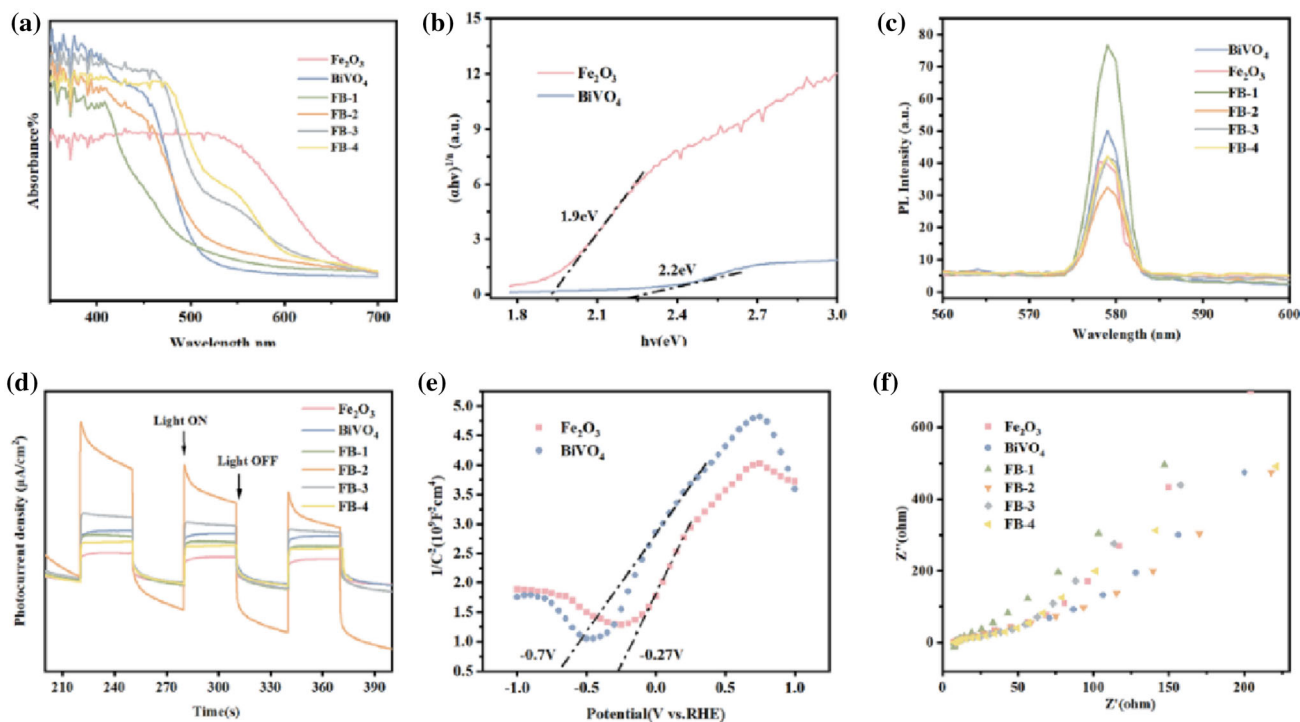 (a)
Fe₂O₃
BiVO₄
FB-1
FB-2
FB-3
FB-4
Absorbance%
400 500 600 700
Wavelength nm
(b)
15
12
9
6
3
0
Fe₂O₃
BiVO₄
1.9eV
2.2eV
(αhv)^1/n (a.u.)
1.8 2.1 2.4 2.7 3.0
hv(eV)
(c)
80
70
60
50
40
30
20
10
0
BiVO₄
Fe₂O₃
FB-1
FB-2
FB-3
FB-4
PL Intensity (a.u.)
560 570 580 590 600
Wavelength (nm)
(d)
Light ON
Light OFF
Fe₂O₃
BiVO₄
FB-1
FB-2
FB-3
FB-4
Photocurrent density (μA/cm²)
210 240 270 300 330 360 390
Time(s)
(e)
5.0
4.5
4.0
3.5
3.0
2.5
2.0
1.5
1.0
0.5
Fe₂O₃
BiVO₄
-0.7V
-0.27V
1/C²(10⁹F²cm⁴)
-1.0 -0.5 0.0 0.5 1.0
Potential(V vs.RHE)
(f)
600
400
200
0
Fe₂O₃
BiVO₄
FB-1
FB-2
FB-3
FB-4
Z''(ohm)
0 50 100 150 200
Z'(ohm)